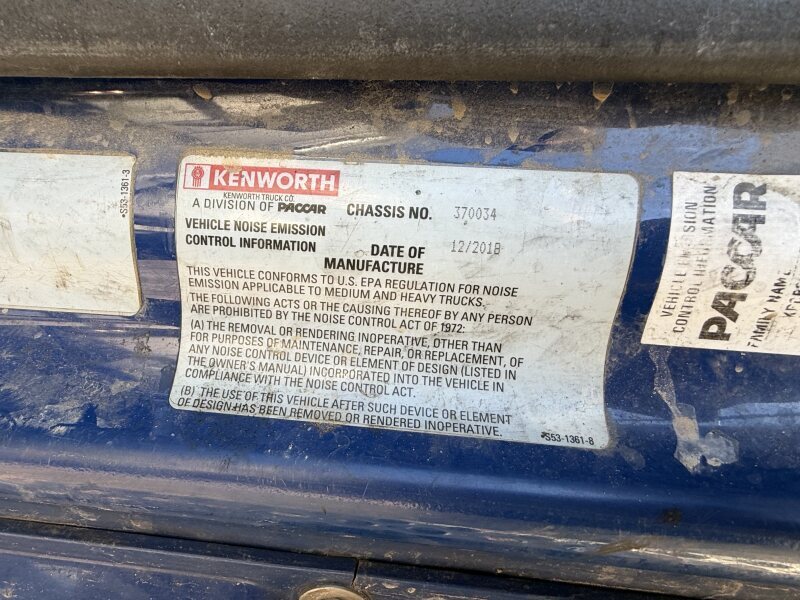 *S53-1361-3
KENWORTH
KENWORTH TRUCK CO.
A DIVISION OF PACCAR CHASSIS NO. 370034
VEHICLE NOISE EMISSION
CONTROL INFORMATION
DATE OF
MANUFACTURE
12/2018
THIS VEHICLE CONFORMS TO U.S. EPA REGULATION FOR NOISE
EMISSION APPLICABLE TO MEDIUM AND HEAVY TRUCKS.
THE FOLLOWING ACTS OR THE CAUSING THEREOF BY ANY PERSON
ARE PROHIBITED BY THE NOISE CONTROL ACT OF 1972:
(A) THE REMOVAL OR RENDERING INOPERATIVE, OTHER THAN
FOR PURPOSES OF MAINTENANCE, REPAIR, OR REPLACEMENT, OF
ANY NOISE CONTROL DEVICE OR ELEMENT OF DESIGN (LISTED IN
THE OWNER'S MANUAL) INCORPORATED INTO THE VEHICLE IN
COMPLIANCE WITH THE NOISE CONTROL ACT.
(B) THE USE OF THIS VEHICLE AFTER SUCH DEVICE OR ELEMENT
OF DESIGN HAS BEEN REMOVED OR RENDERED INOPERATIVE.
*S53-1361-8
VEHICLE EMISSION
CONTROL INFORMATION
PACCAR
FAMILY NAME